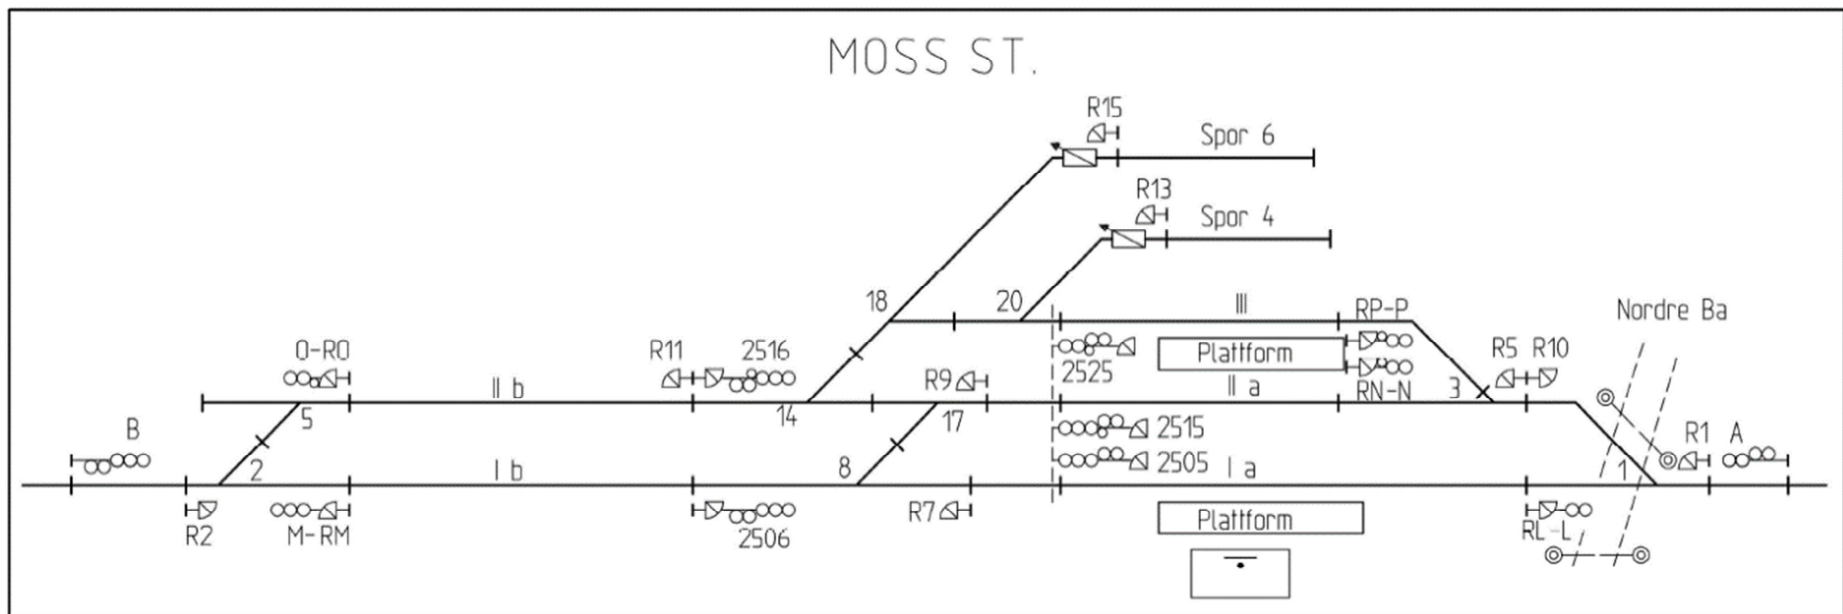 MOSS ST.
R15
Spor 6
R13
Spor 4
18
20
III
RP-P
Nordre Ba
O-RO
R11
2516
2525
Plattform
R5
R10
R9
II b
II a
RN-N
3
5
14
17
B
2515
R1
A
2
I b
8
2505
I a
1
R2
M-RM
2506
R7
Plattform
RL-L